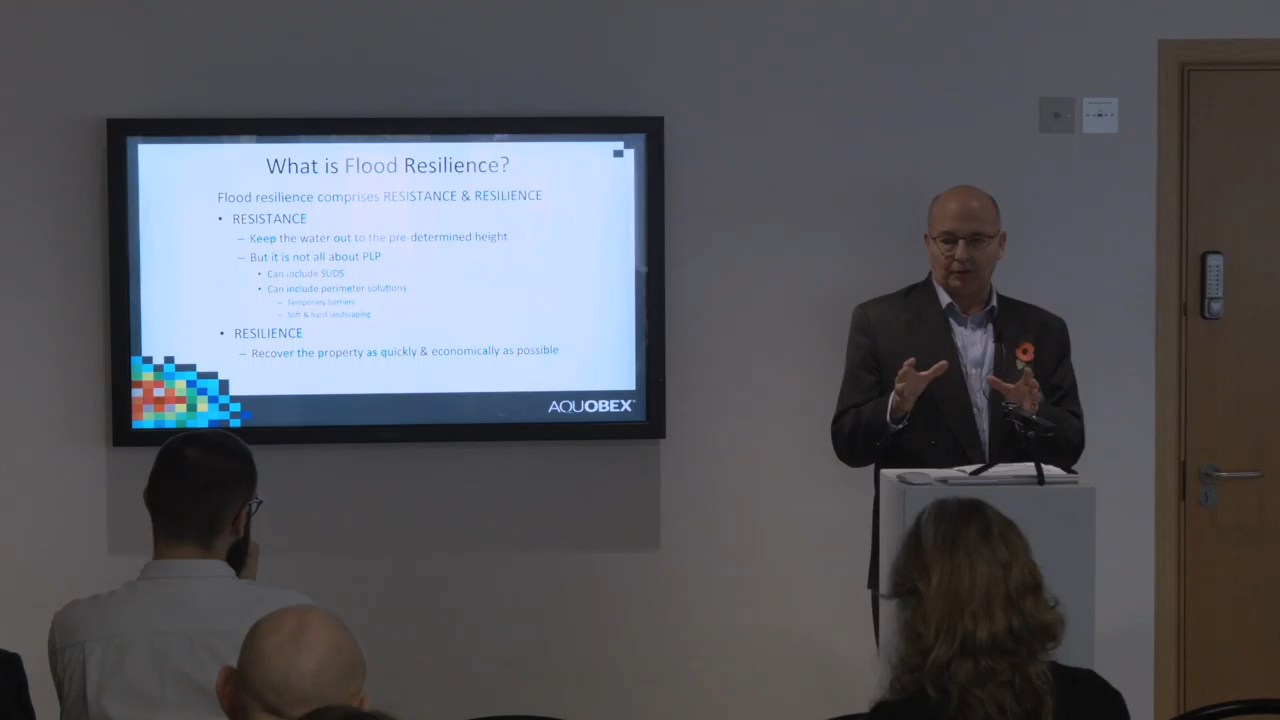 What is Flood Resilience?
Flood resilience comprises RESISTANCE & RESILIENCE
• RESISTANCE
– Keep the water out to the pre-determined height
– But it is not all about PLP
• Can include SUDS
• Can include perimeter solutions
– Temporary barriers
– Soft & hard landscaping
• RESILIENCE
– Recover the property as quickly & economically as possible
AQUOBEX